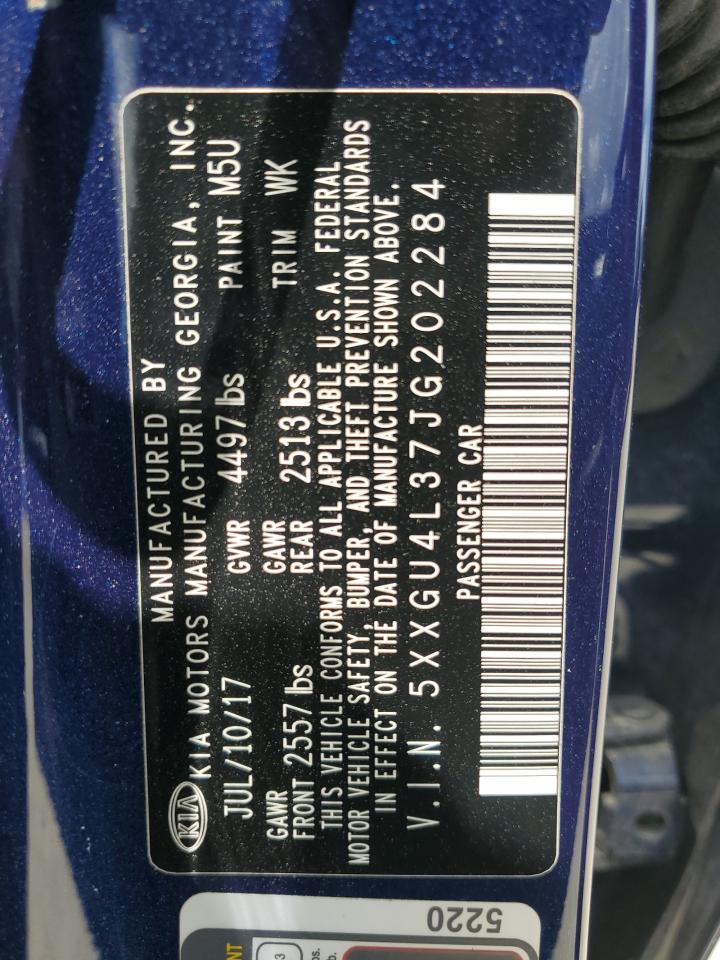 MANUFACTURED BY
KIA KIA MOTORS MANUFACTURING GEORGIA, INC.
JUL/10/17 GVWR 4497 lbs PAINT M5U
GAWR FRONT 2557 lbs GAWR REAR 2513 lbs TRIM WK
THIS VEHICLE CONFORMS TO ALL APPLICABLE U.S.A. FEDERAL
MOTOR VEHICLE SAFETY, BUMPER, AND THEFT PREVENTION STANDARDS
IN EFFECT ON THE DATE OF MANUFACTURE SHOWN ABOVE.
V.I.N. 5XXGU4L37JG202284
PASSENGER CAR
5220
3